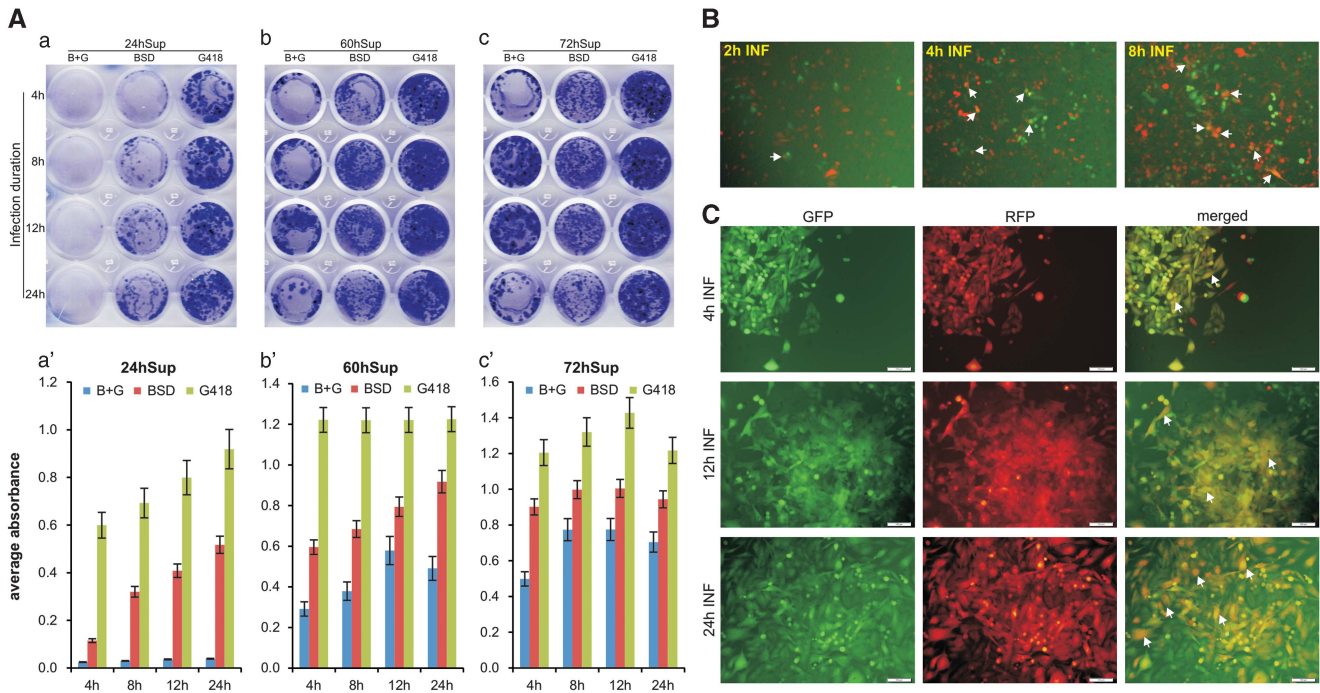 A
a
24hSup
B+G BSD G418
b
60hSup
B+G BSD G418
c
72hSup
B+G BSD G418
Infection duration
4h
8h
12h
24h
a'
24hSup
B+G BSD G418
average absorbance
1.2
1.0
0.8
0.6
0.4
0.2
0.0
4h 8h 12h 24h
b'
60hSup
B+G BSD G418
1.4
1.2
1.0
0.8
0.6
0.4
0.2
0.0
4h 8h 12h 24h
c'
72hSup
B+G BSD G418
1.6
1.4
1.2
1.0
0.8
0.6
0.4
0.2
0.0
4h 8h 12h 24h
B
2h INF
4h INF
8h INF
C
GFP RFP merged
4h INF
12h INF
24h INF